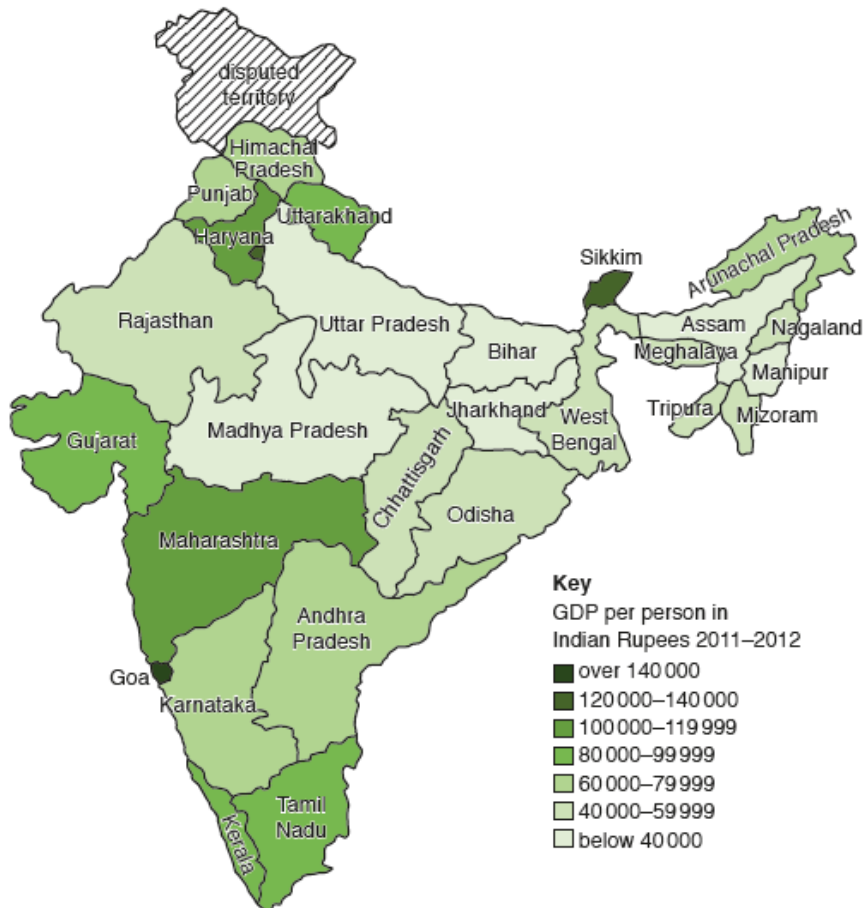 disputed
territory
Himachal
Pradesh
Punjab
Uttarakhand
Haryana
Arunachal Pradesh
Sikkim
Rajasthan
Uttar Pradesh
Assam
Nagaland
Bihar
Meghalaya
Manipur
Jharkhand
West
Bengal
Tripura
Mizoram
Gujarat
Madhya Pradesh
Chhattisgarh
Odisha
Maharashtra
Andhra
Pradesh
Goa
Karnataka
Tamil
Nadu
Kerala
Key
GDP per person in
Indian Rupees 2011–2012
over 140 000
120 000–140 000
100 000–119 999
80 000–99 999
60 000–79 999
40 000–59 999
below 40 000